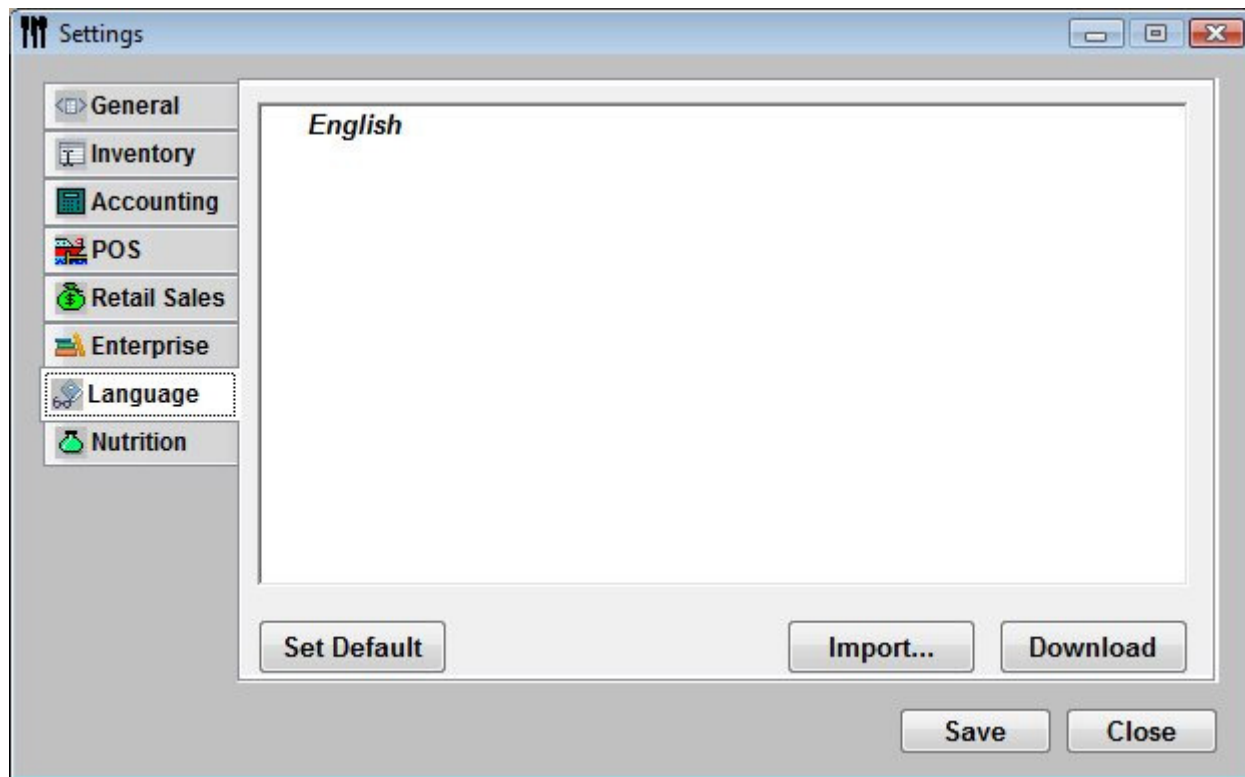 Settings
General
Inventory
Accounting
POS
Retail Sales
Enterprise
Language
Nutrition
English
Set Default
Import...
Download
Save
Close